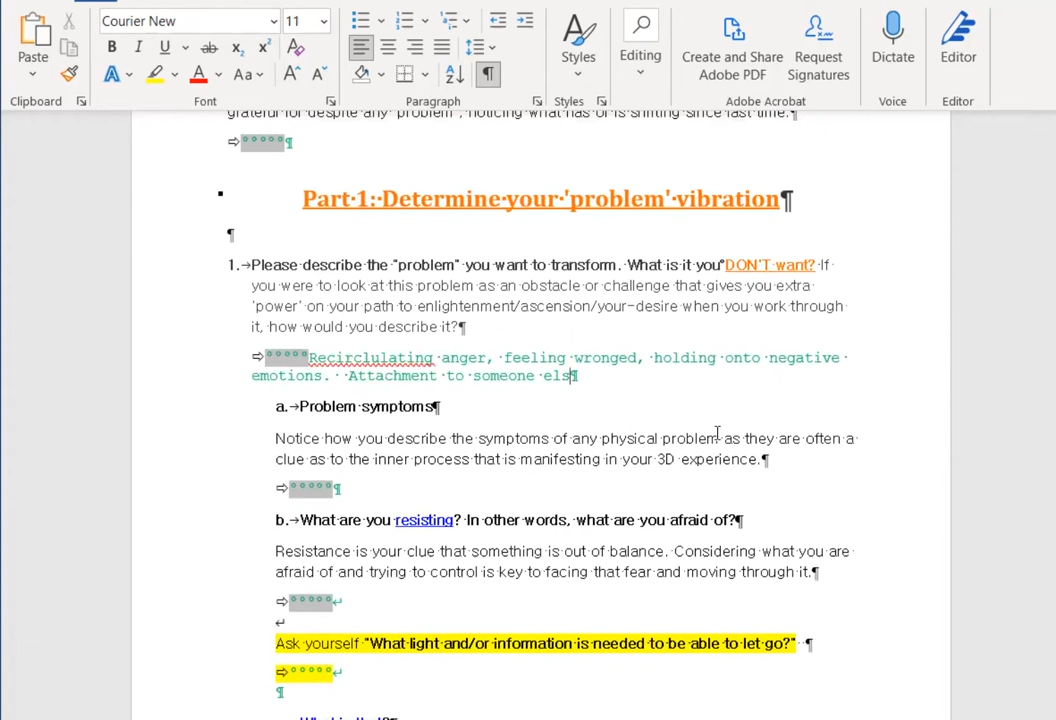 Courier New
11
Paste
Styles
Editing
Create and Share
Adobe PDF
Request
Signatures
Dictate
Editor
B I U ab x₂ x²
A A Aa A A
Clipboard
Font
Paragraph
Styles
Adobe Acrobat
Voice
Editor
grateful for despite any "problem", noticing what has or is shifting since last time.¶
⇨°°°°°¶
Part 1: Determine your 'problem' vibration¶
¶
1.→Please describe the "problem" you want to transform. What is it you°DON'T want? If
you were to look at this problem as an obstacle or challenge that gives you extra
'power' on your path to enlightenment/ascension/your-desire when you work through
it, how would you describe it?¶
⇨°°°°°Recirclulating anger, feeling wronged, holding onto negative
emotions. Attachment to someone els¶
a.→Problem symptoms¶
Notice how you describe the symptoms of any physical problem as they are often a
clue as to the inner process that is manifesting in your 3D experience.¶
⇨°°°°°¶
b.→What are you resisting? In other words, what are you afraid of?¶
Resistance is your clue that something is out of balance. Considering what you are
afraid of and trying to control is key to facing that fear and moving through it.¶
⇨°°°°°↵
↵
Ask yourself "What light and/or information is needed to be able to let go?" ¶
⇨°°°°°↵
¶